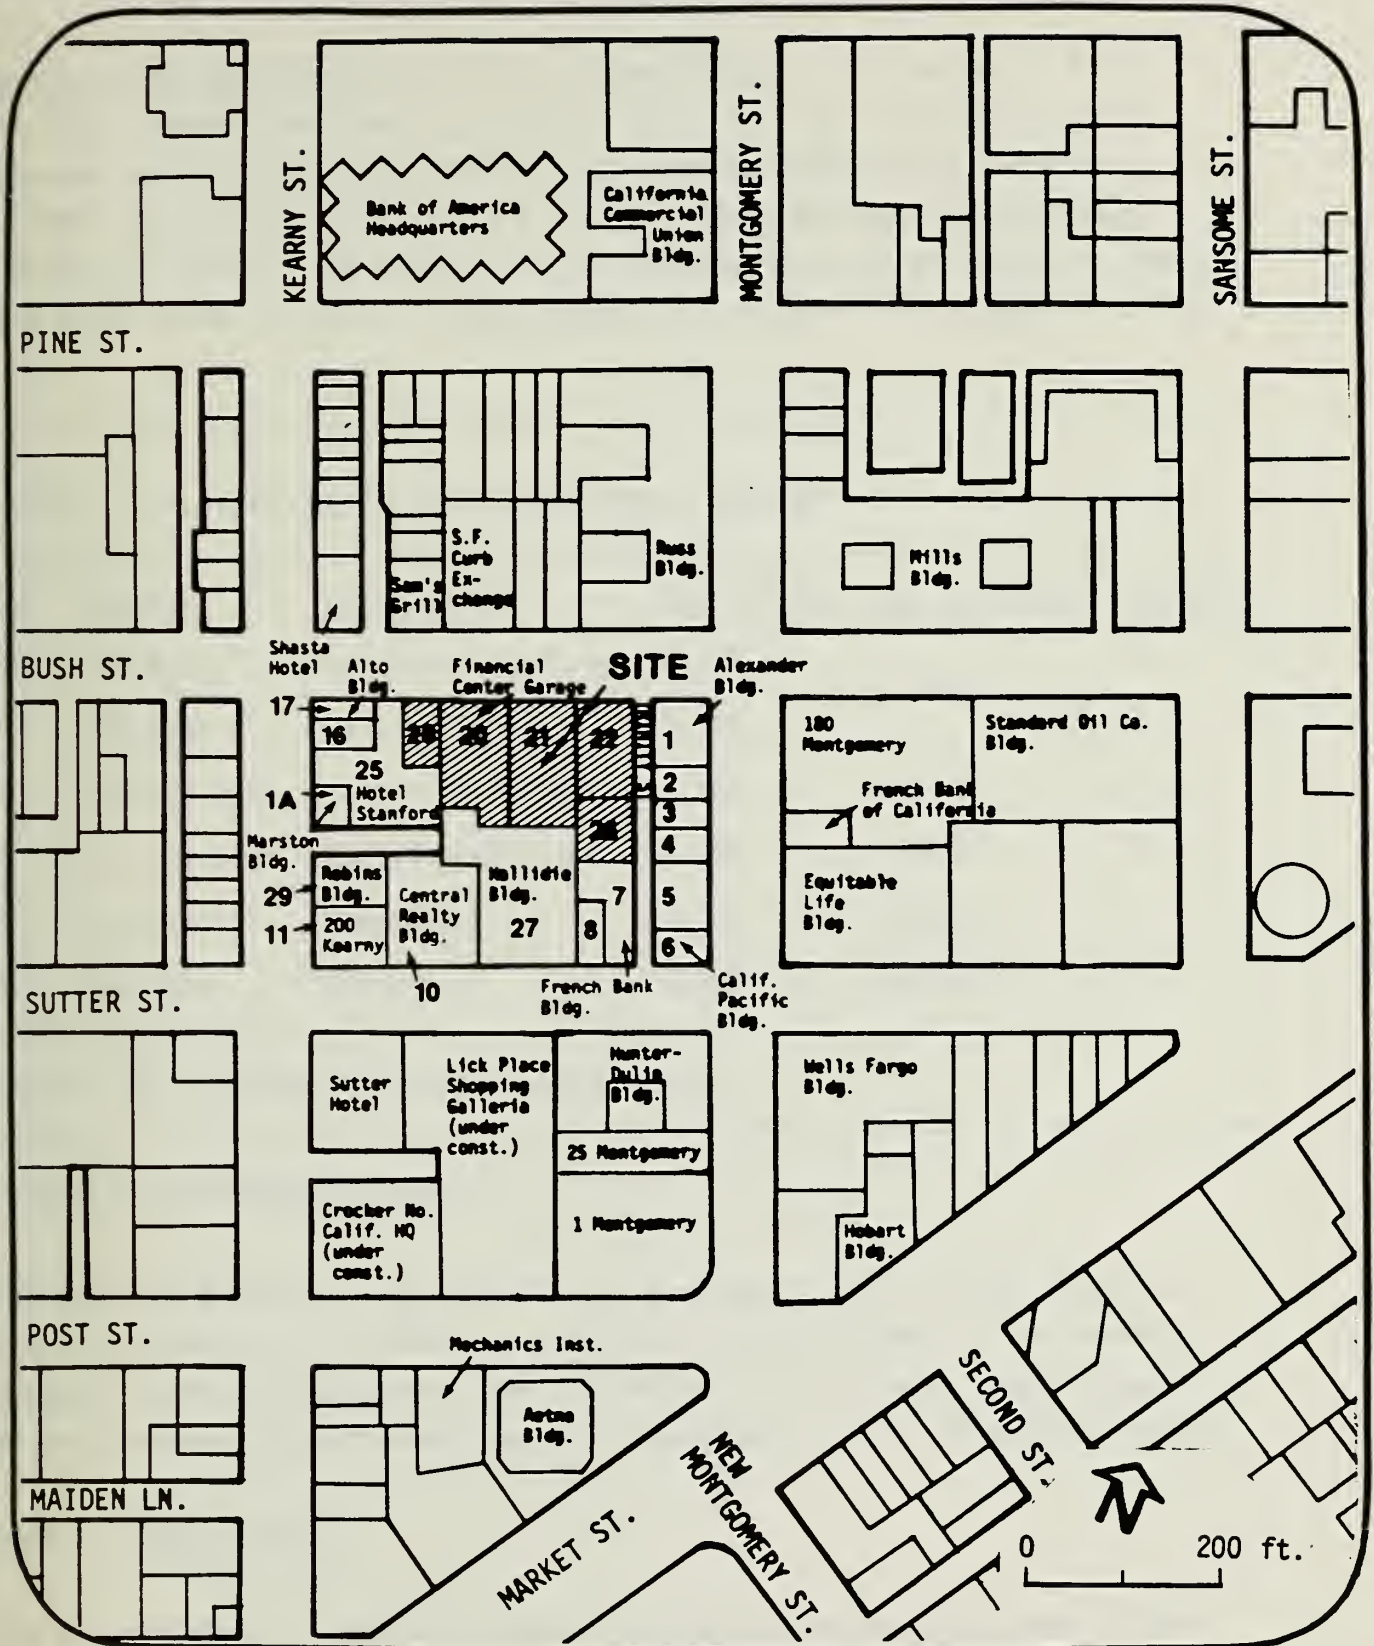 KEARNY ST.
MONTGOMERY ST.
SANSOME ST.
Bank of America
Headquarters
California
Commercial
Union
Bldg.
PINE ST.
S.F.
Curb
Ex-
change
Sam's
Grill
Russ
Bldg.
Mills
Bldg.
BUSH ST.
Shasta
Hotel
Alto
Bldg.
Financial
Center Garage
SITE
Alexander
Bldg.
17
16
25
Hotel
Stanford
1A
Marston
Bldg.
20
21
22
1
2
3
4
5
6
180
Montgomery
Standard Oil Co.
Bldg.
French Bank
of California
Equitable
Life
Bldg.
Robins
Bldg.
29
11
200
Kearny
Central
Realty
Bldg.
10
Hallidie
Bldg.
27
7
8
French Bank
Bldg.
Calif.
Pacific
Bldg.
SUTTER ST.
Sutter
Hotel
Lick Place
Shopping
Galleria
(under
const.)
Hunter-
Dulin
Bldg.
25 Montgomery
1 Montgomery
Crocker No.
Calif. HQ
(under
const.)
Wells Fargo
Bldg.
Hobart
Bldg.
POST ST.
Mechanics Inst.
Aetna
Bldg.
MAIDEN LN.
MARKET ST.
NEW
MONTGOMERY ST.
SECOND ST.
0 200 ft.